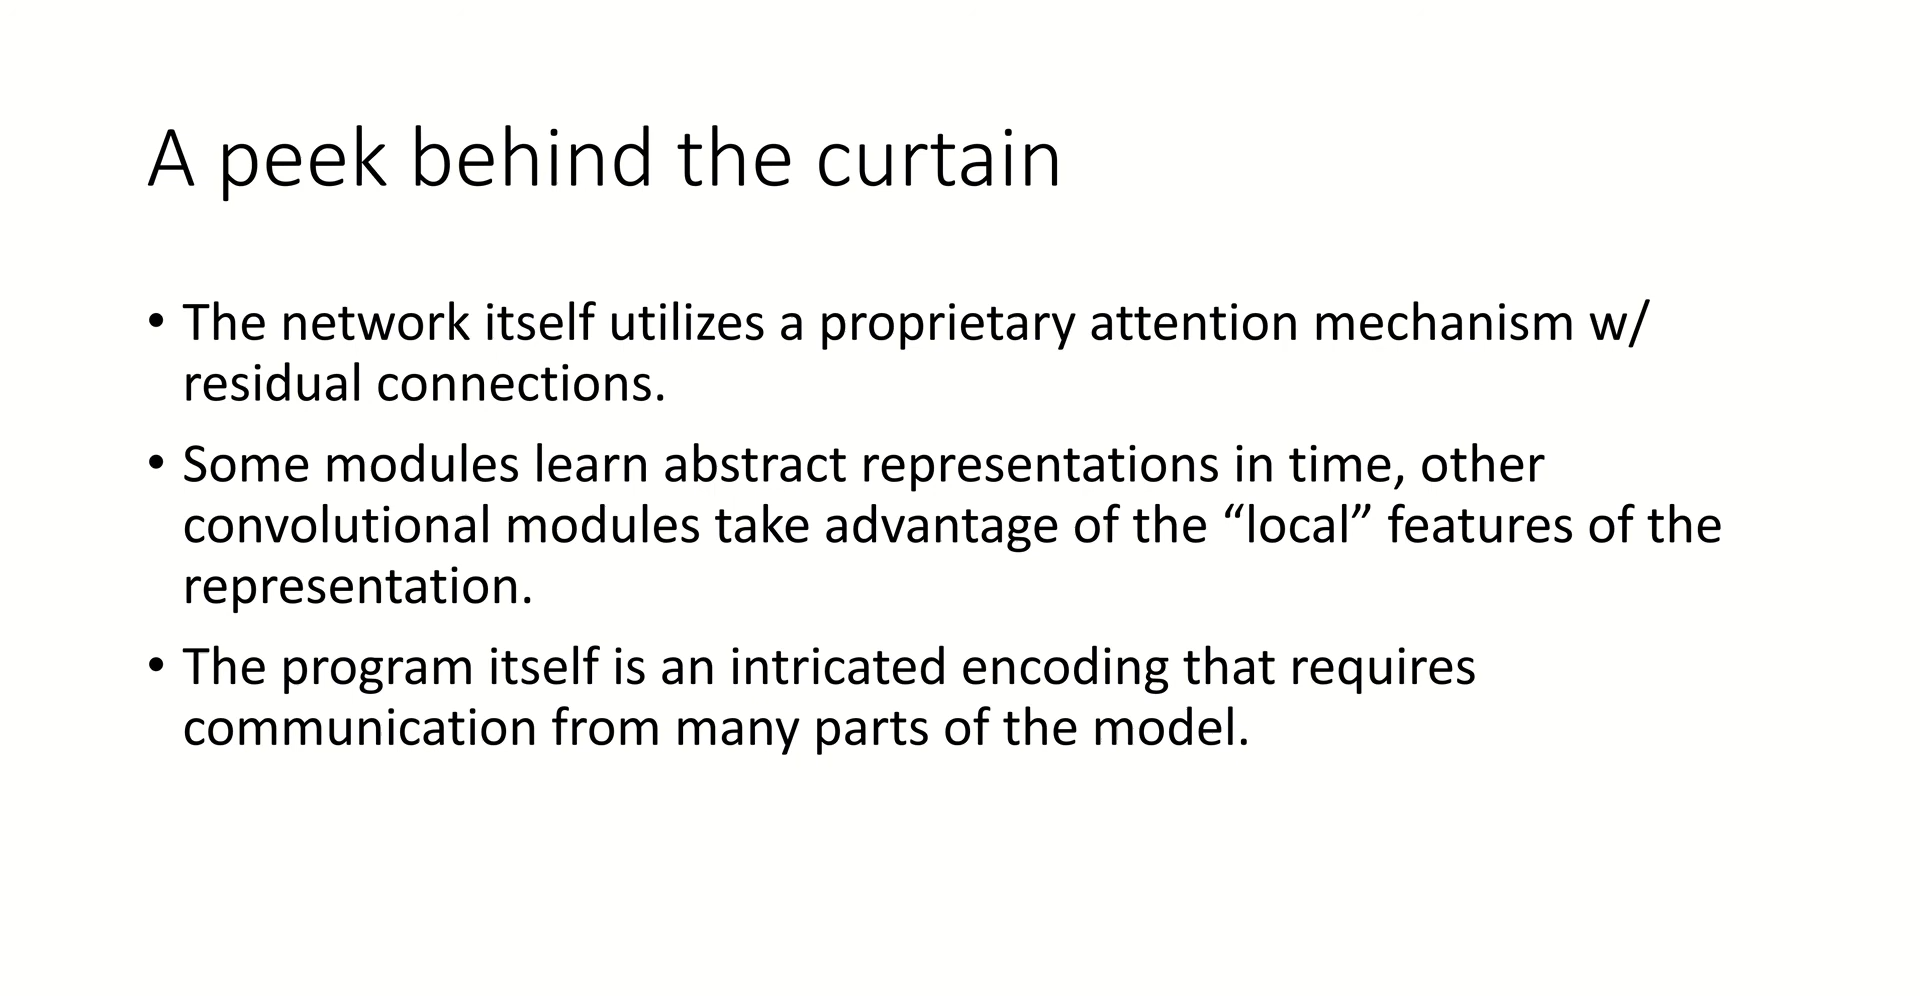 A peek behind the curtain
• The network itself utilizes a proprietary attention mechanism w/
residual connections.
• Some modules learn abstract representations in time, other
convolutional modules take advantage of the “local” features of the
representation.
• The program itself is an intricated encoding that requires
communication from many parts of the model.